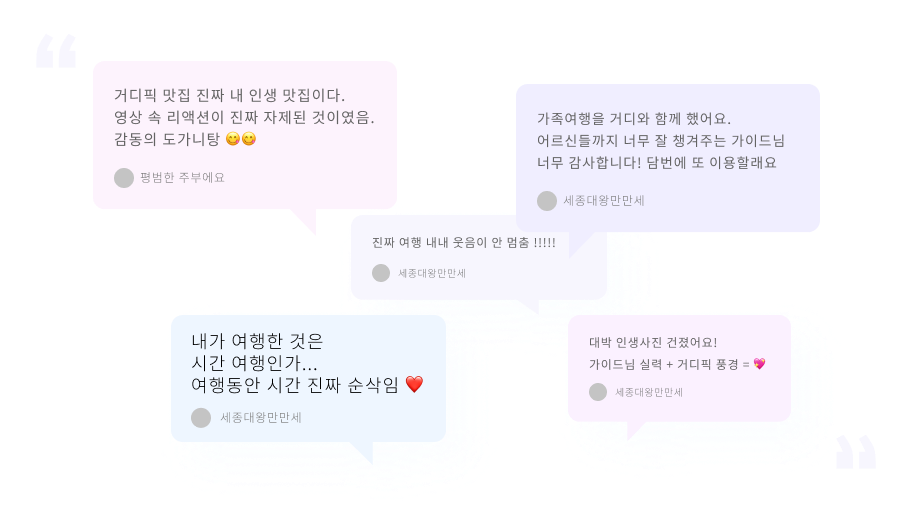 거디픽 맛집 진짜 내 인생 맛집이다.
영상 속 리액션이 진짜 자제된 것이였음.
감동의 도가니탕 😋😋
평범한 주부에요
가족여행을 거디와 함께 했어요.
어르신들까지 너무 잘 챙겨주는 가이드님
너무 감사합니다! 담번에 또 이용할래요
세종대왕만만세
진짜 여행 내내 웃음이 안 멈춤 !!!!!
세종대왕만만세
내가 여행한 것은
시간 여행인가...
여행동안 시간 진짜 순삭임 ❤️
세종대왕만만세
대박 인생사진 건졌어요!
가이드님 실력 + 거디픽 풍경 = 💖
세종대왕만만세